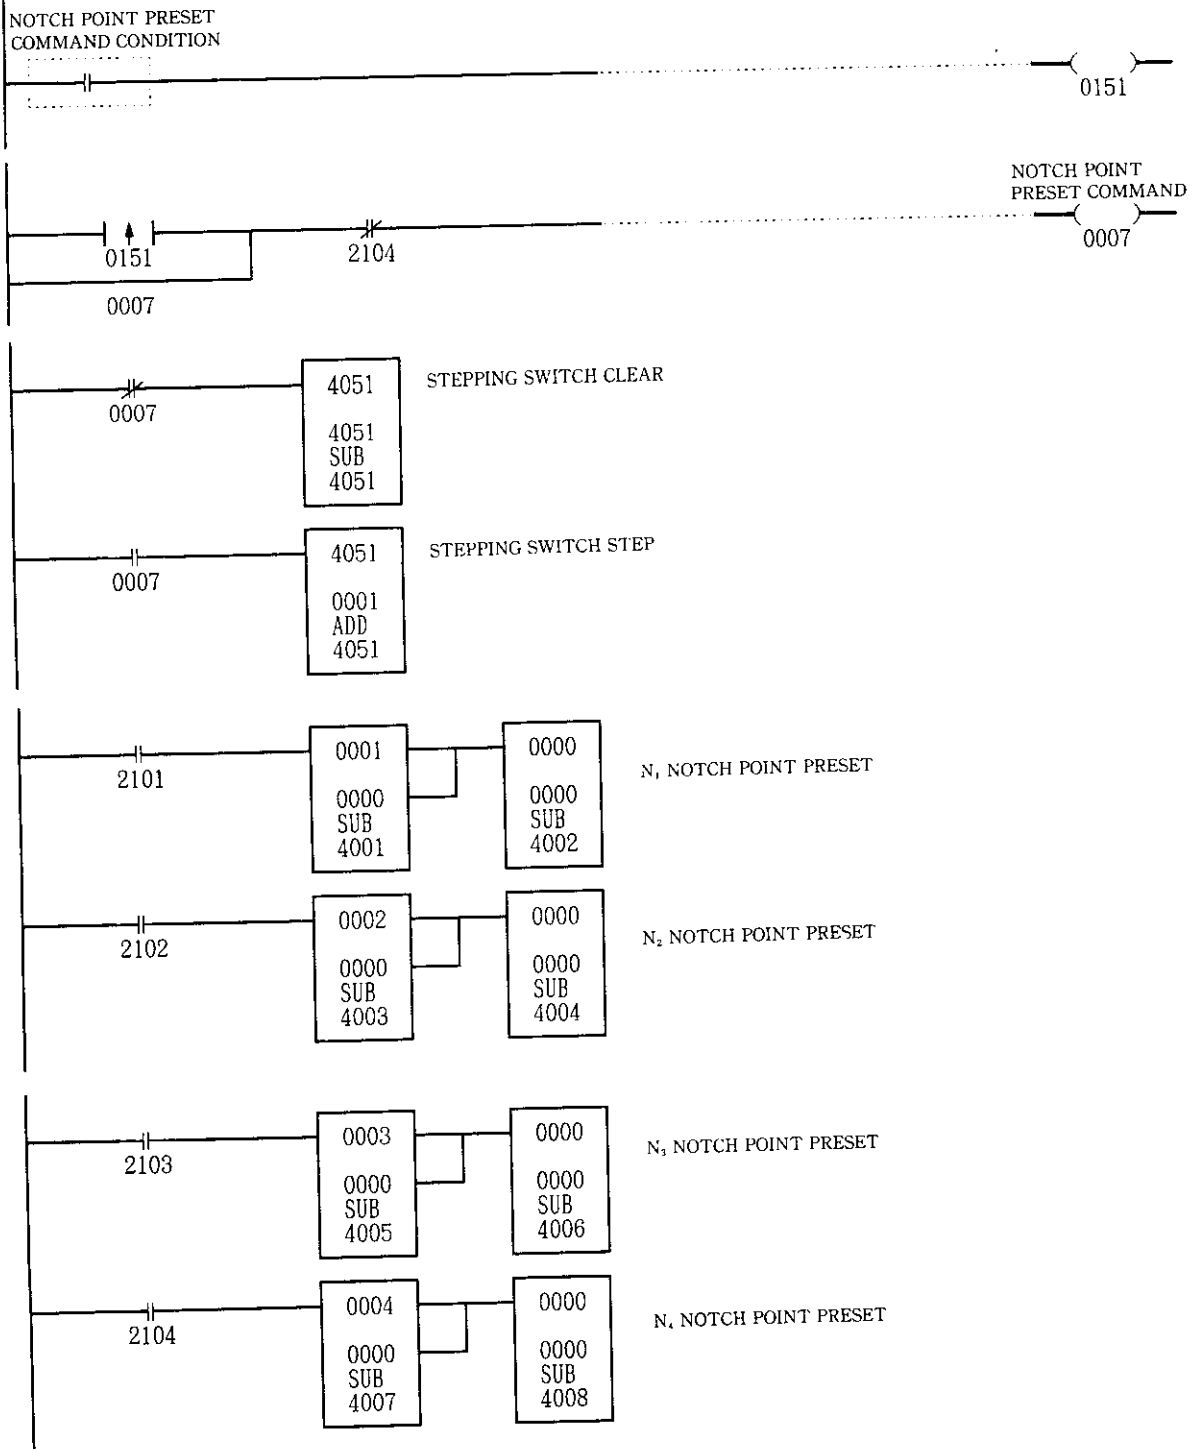 NOTCH POINT PRESET
COMMAND CONDITION
0151
NOTCH POINT
PRESET COMMAND
0151
2104
0007
0007
4051
4051
SUB
4051
STEPPING SWITCH CLEAR
0007
4051
0001
ADD
4051
STEPPING SWITCH STEP
0007
2101
0001
0000
SUB
4001
0000
0000
SUB
4002
N₁ NOTCH POINT PRESET
2102
0002
0000
SUB
4003
0000
0000
SUB
4004
N₂ NOTCH POINT PRESET
2103
0003
0000
SUB
4005
0000
0000
SUB
4006
N₃ NOTCH POINT PRESET
2104
0004
0000
SUB
4007
0000
0000
SUB
4008
N₄ NOTCH POINT PRESET